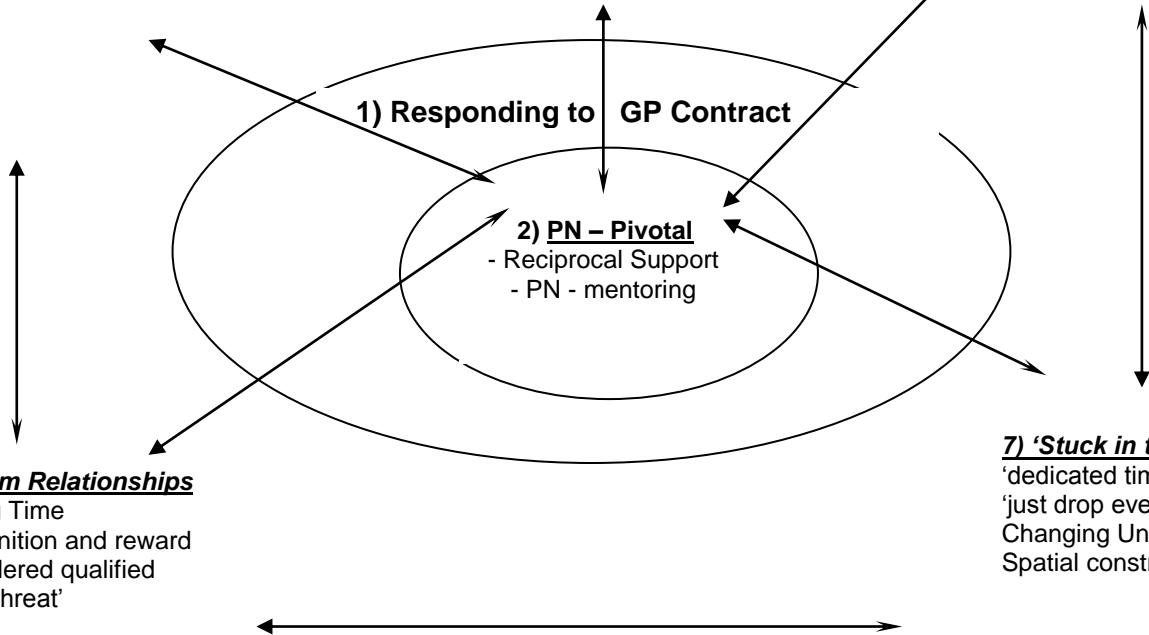 1) Responding to GP Contract
2) PN – Pivotal
- Reciprocal Support
- PN - mentoring
m Relationships
Time
nition and reward
dered qualified
hreat'
7) ‘Stuck in t
‘dedicated tim
‘just drop eve
Changing Un
Spatial constr